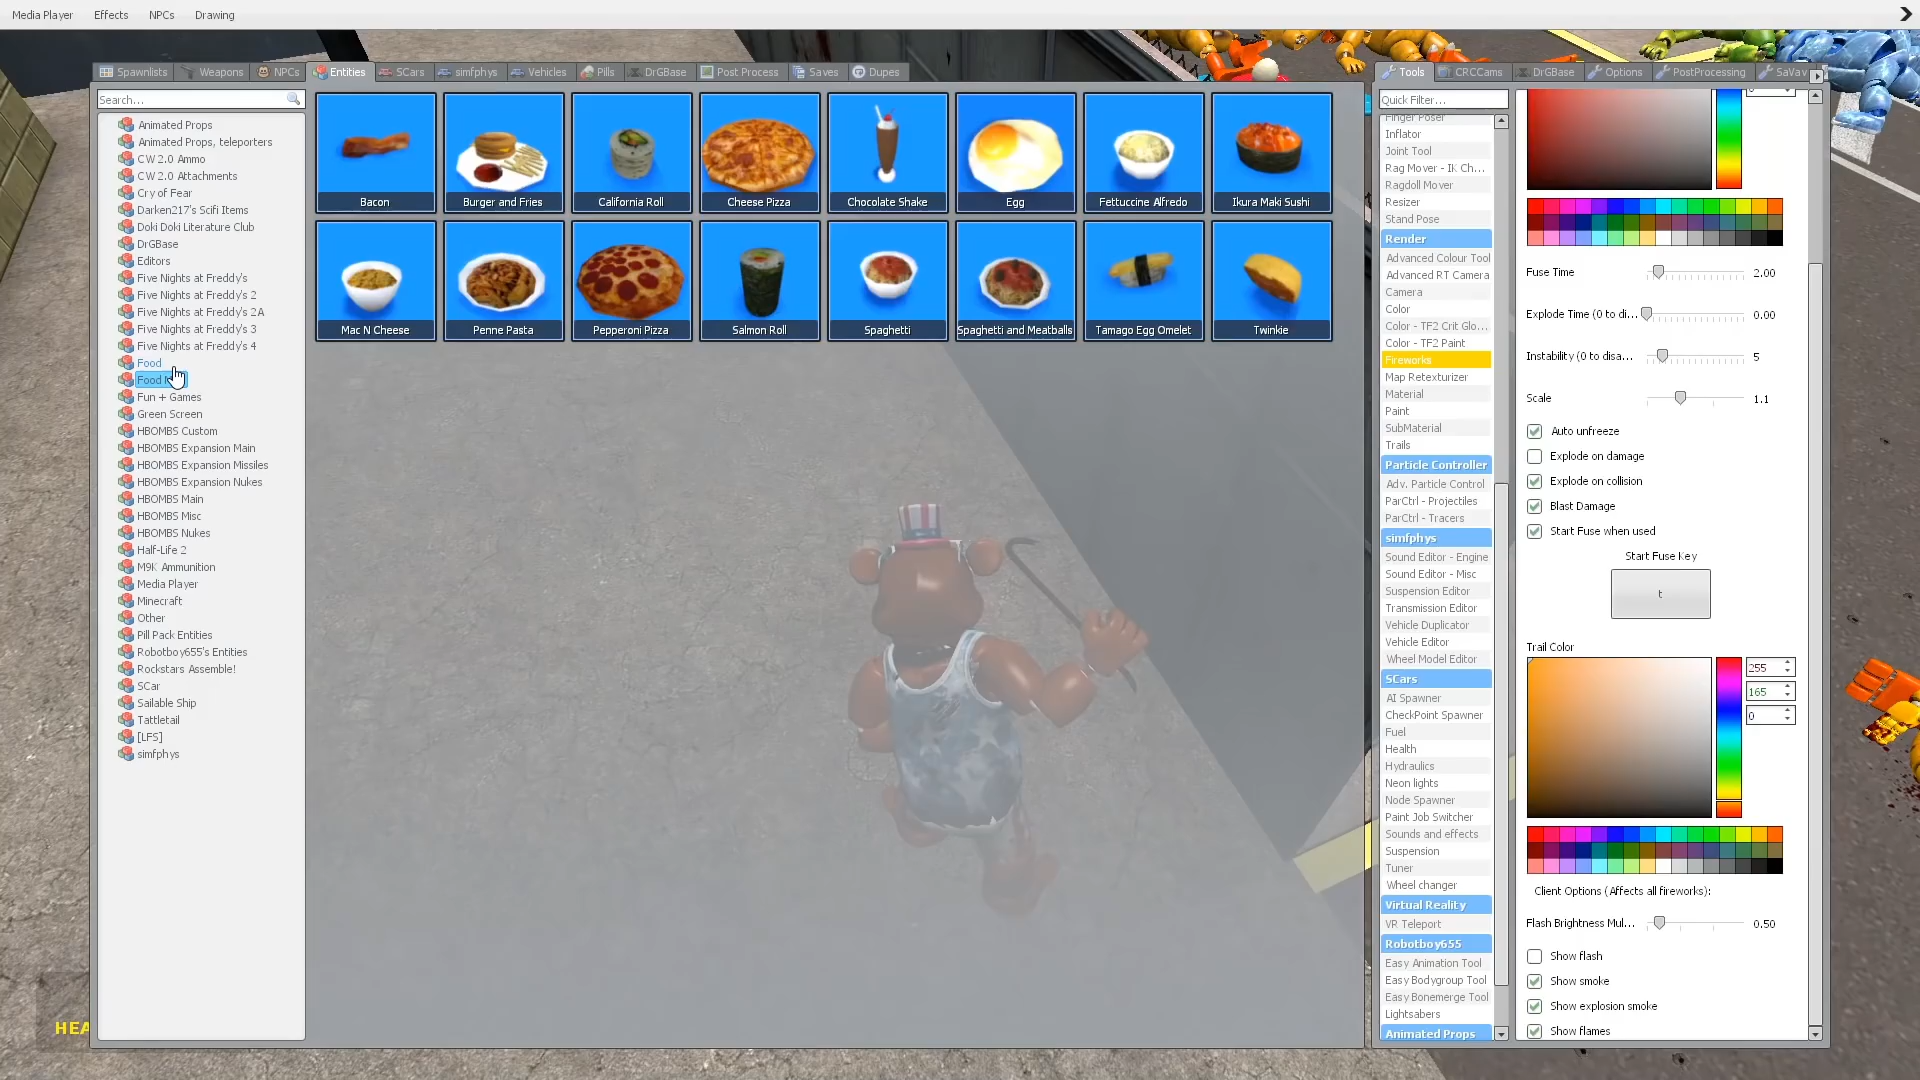 Media Player Effects NPCs Drawing
Spawnlists Weapons NPCs Entities SCars simfphys Vehicles Pills DrGBase Post Process Saves Dupes
Search...
Animated Props
Animated Props, teleporters
CW 2.0 Ammo
CW 2.0 Attachments
Cry of Fear
Darken217's Scifi Items
Doki Doki Literature Club
DrGBase
Editors
Five Nights at Freddy's
Five Nights at Freddy's 2
Five Nights at Freddy's 2A
Five Nights at Freddy's 3
Five Nights at Freddy's 4
Food
Food
Fun + Games
Green Screen
HBOMBS Custom
HBOMBS Expansion Main
HBOMBS Expansion Missiles
HBOMBS Expansion Nukes
HBOMBS Main
HBOMBS Misc
HBOMBS Nukes
Half-Life 2
M9K Ammunition
Media Player
Minecraft
Other
Pill Pack Entities
Robotboy655's Entities
Rockstars Assemble!
SCar
Sailable Ship
Tattletail
[LFS]
simfphys
HEA
Bacon Burger and Fries California Roll Cheese Pizza Chocolate Shake Egg Fettuccine Alfredo Ikura Maki Sushi
Mac N Cheese Penne Pasta Pepperoni Pizza Salmon Roll Spaghetti Spaghetti and Meatballs Tamago Egg Omelet Twinkie
Tools CRCCams DrGBase Options PostProcessing SaVav
Quick Filter...
Finger Poser
Inflator
Joint Tool
Rag Mover - IK Ch...
Ragdoll Mover
Resizer
Stand Pose
Render
Advanced Colour Tool
Advanced RT Camera
Camera
Color
Color - TF2 Crit Glo...
Color - TF2 Paint
Fireworks
Map Retexturizer
Material
Paint
SubMaterial
Trails
Particle Controller
Adv. Particle Control
ParCtrl - Projectiles
ParCtrl - Tracers
simfphys
Sound Editor - Engine
Sound Editor - Misc
Suspension Editor
Transmission Editor
Vehicle Duplicator
Vehicle Editor
Wheel Model Editor
SCars
AI Spawner
CheckPoint Spawner
Fuel
Health
Hydraulics
Neon lights
Node Spawner
Paint Job Switcher
Sounds and effects
Suspension
Tuner
Wheel changer
Virtual Reality
VR Teleport
Robotboy655
Easy Animation Tool
Easy Bodygroup Tool
Easy Bonemerge Tool
Lightsabers
Animated Props
Fuse Time 2.00
Explode Time (0 to di... 0.00
Instability (0 to disa... 5
Scale 1.1
Auto unfreeze
Explode on damage
Explode on collision
Blast Damage
Start Fuse when used
Start Fuse Key
t
Trail Color
255
165
0
Client Options (Affects all fireworks):
Flash Brightness Mul... 0.50
Show flash
Show smoke
Show explosion smoke
Show flames